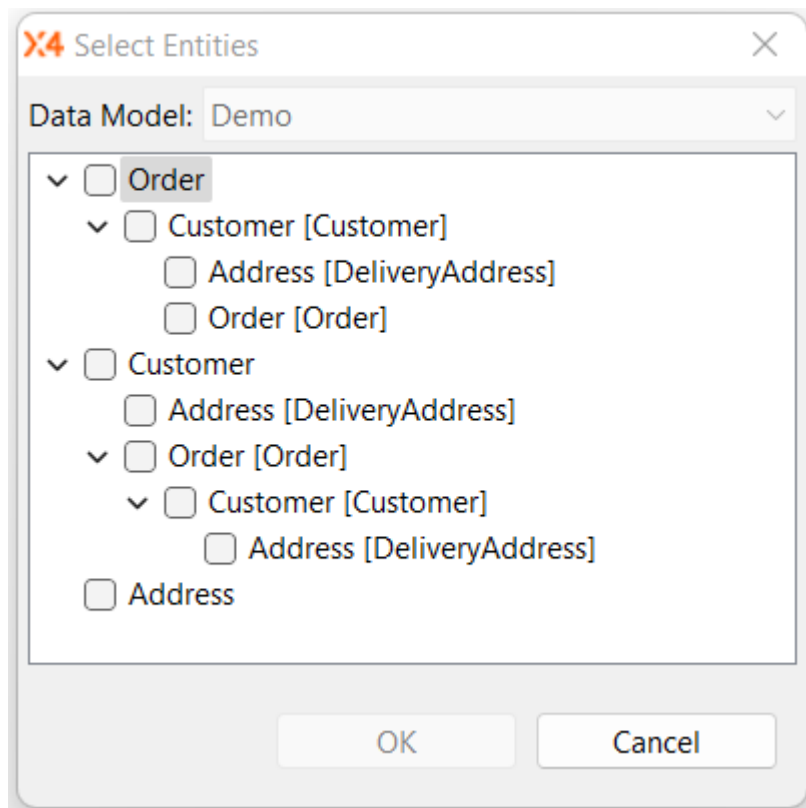 X4 Select Entities
Data Model: Demo
Order
Customer [Customer]
Address [DeliveryAddress]
Order [Order]
Customer
Address [DeliveryAddress]
Order [Order]
Customer [Customer]
Address [DeliveryAddress]
Address
OK Cancel